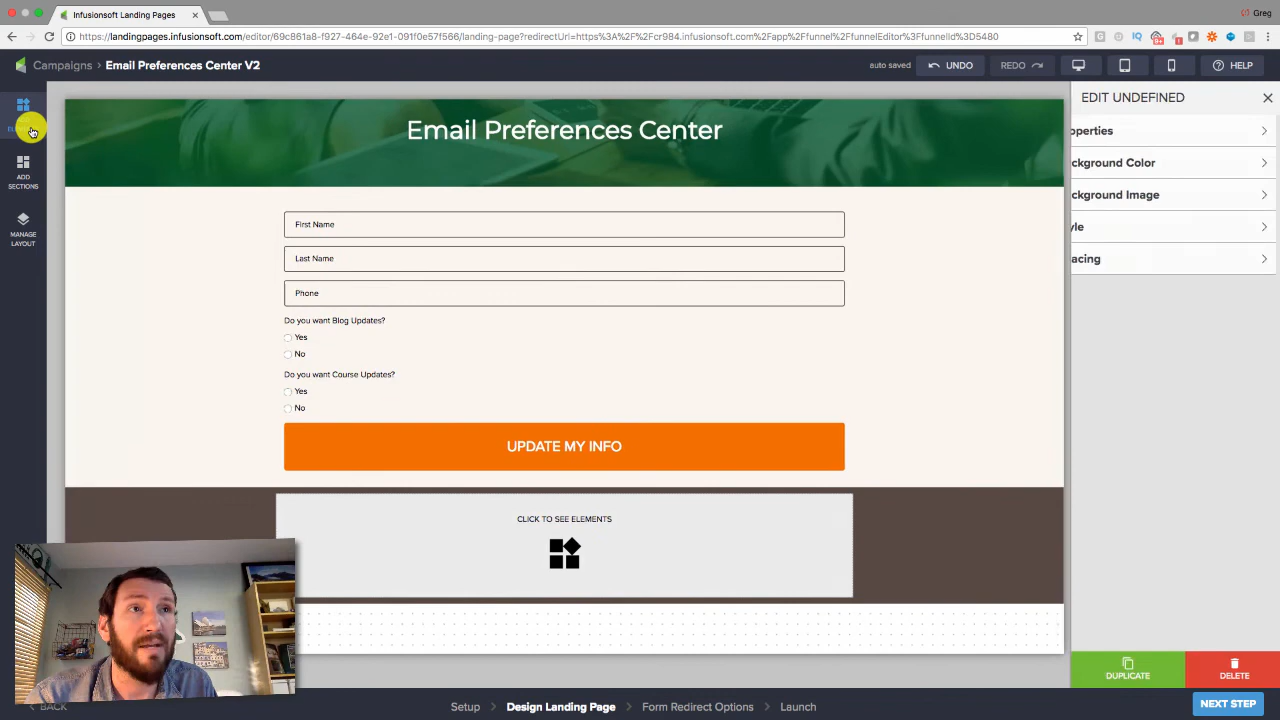 Infusionsoft Landing Pages
Greg
https://landingpages.infusionsoft.com/editor/69c861a8-f927-464e-92e1-091f0e57f566/landing-page?redirectUrl=https%3A%2F%2Fcr984.infusionsoft.com%2Fapp%2Ffunnel%2FfunnelEditor%3FfunnelId%3D5480
Campaigns > Email Preferences Center V2
auto saved
UNDO
REDO
HELP
ADD
SECTIONS
MANAGE
LAYOUT
Email Preferences Center
First Name
Last Name
Phone
Do you want Blog Updates?
Yes
No
Do you want Course Updates?
Yes
No
UPDATE MY INFO
CLICK TO SEE ELEMENTS
EDIT UNDEFINED
operties
ckground Color
ckground Image
yle
acing
DUPLICATE
DELETE
BACK
Setup > Design Landing Page > Form Redirect Options > Launch
NEXT STEP